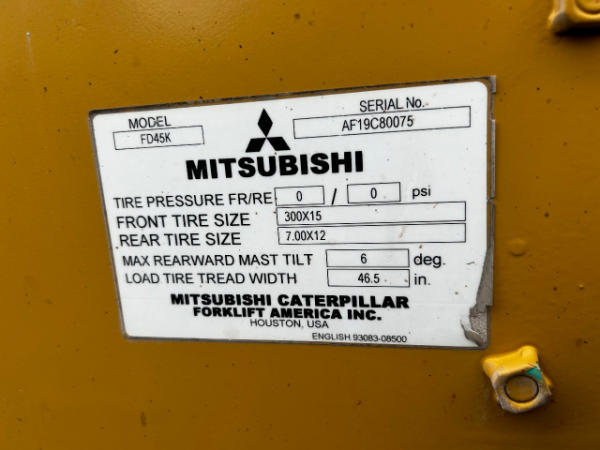 MODEL
FD45K
SERIAL No.
AF19C80075
MITSUBISHI
TIRE PRESSURE FR/RE 0 / 0 psi
FRONT TIRE SIZE 300X15
REAR TIRE SIZE 7.00X12
MAX REARWARD MAST TILT 6 deg.
LOAD TIRE TREAD WIDTH 46.5 in.
MITSUBISHI CATERPILLAR
FORKLIFT AMERICA INC.
HOUSTON, USA
ENGLISH 93083-08500